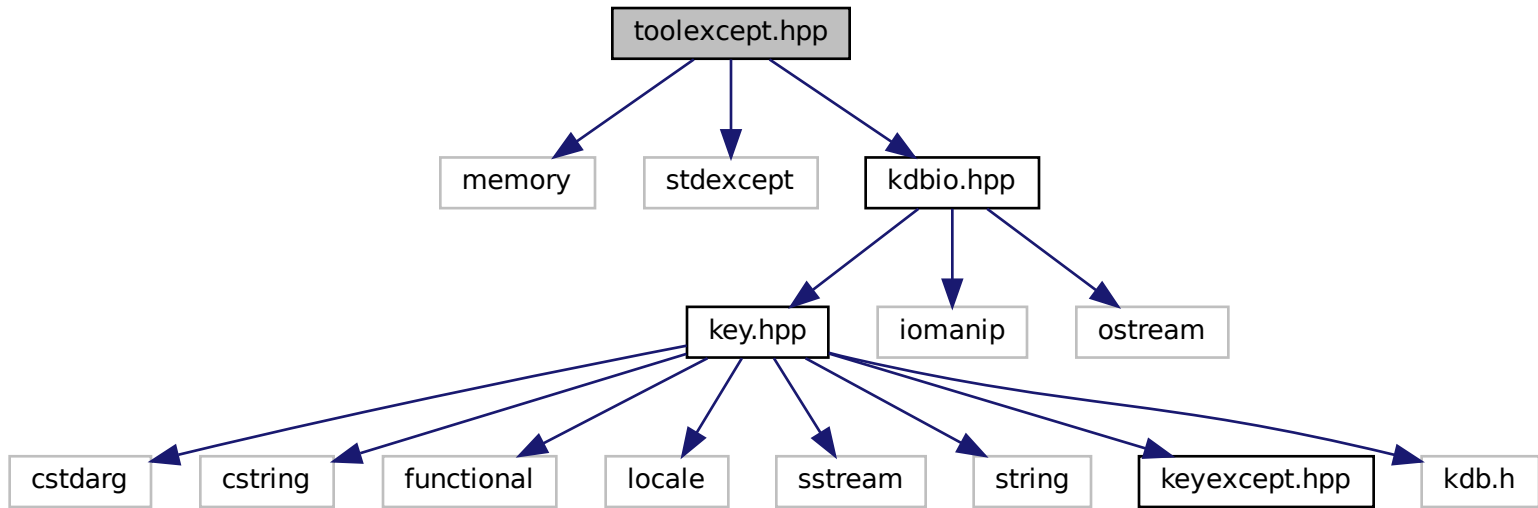 toolexcept.hpp
memory
stdexcept
kdbio.hpp
key.hpp
iomanip
ostream
cstdarg
cstring
functional
locale
sstream
string
keyexcept.hpp
kdb.h